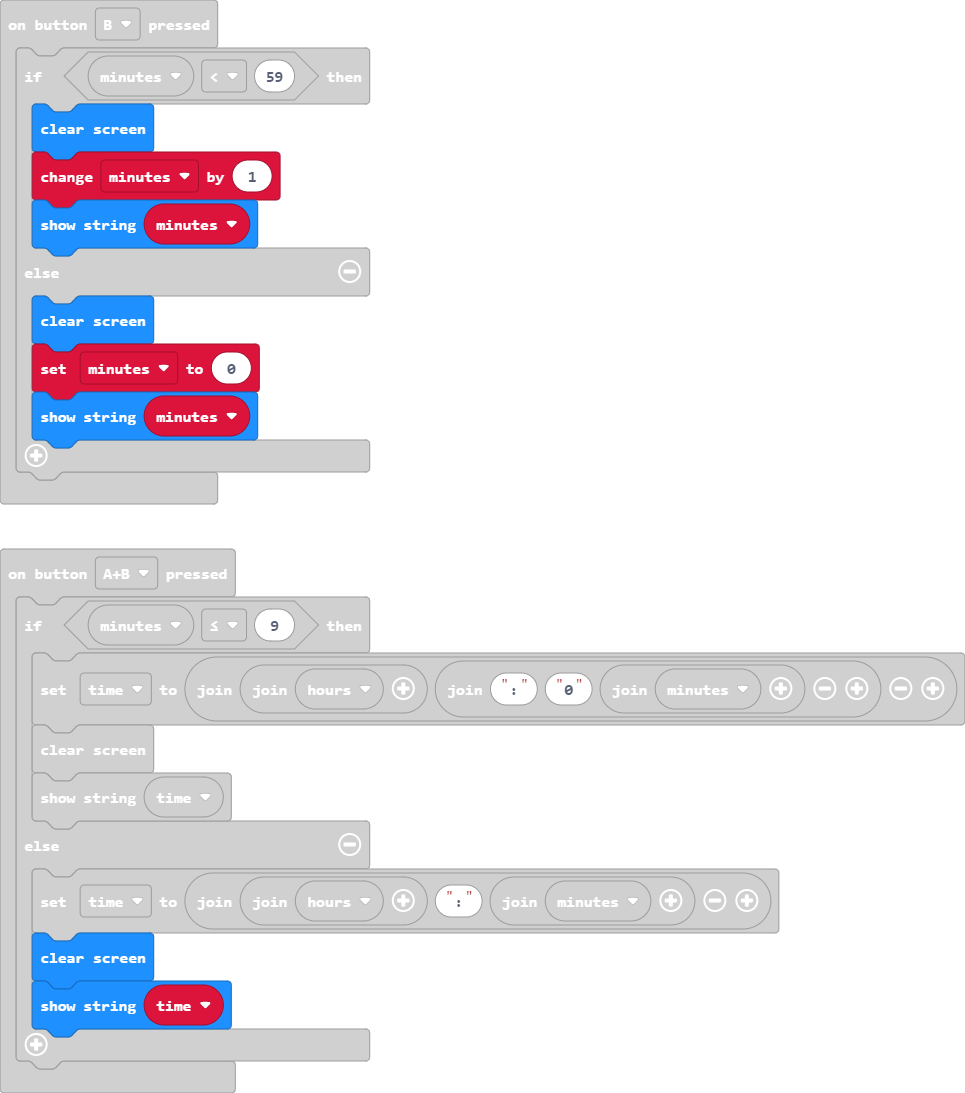 on button B pressed
if minutes < 59 then
clear screen
change minutes by 1
show string minutes
else
clear screen
set minutes to 0
show string minutes
on button A+B pressed
if minutes ≤ 9 then
set time to join join hours join ":" "0" join minutes
clear screen
show string time
else
set time to join join hours ":" join minutes
clear screen
show string time